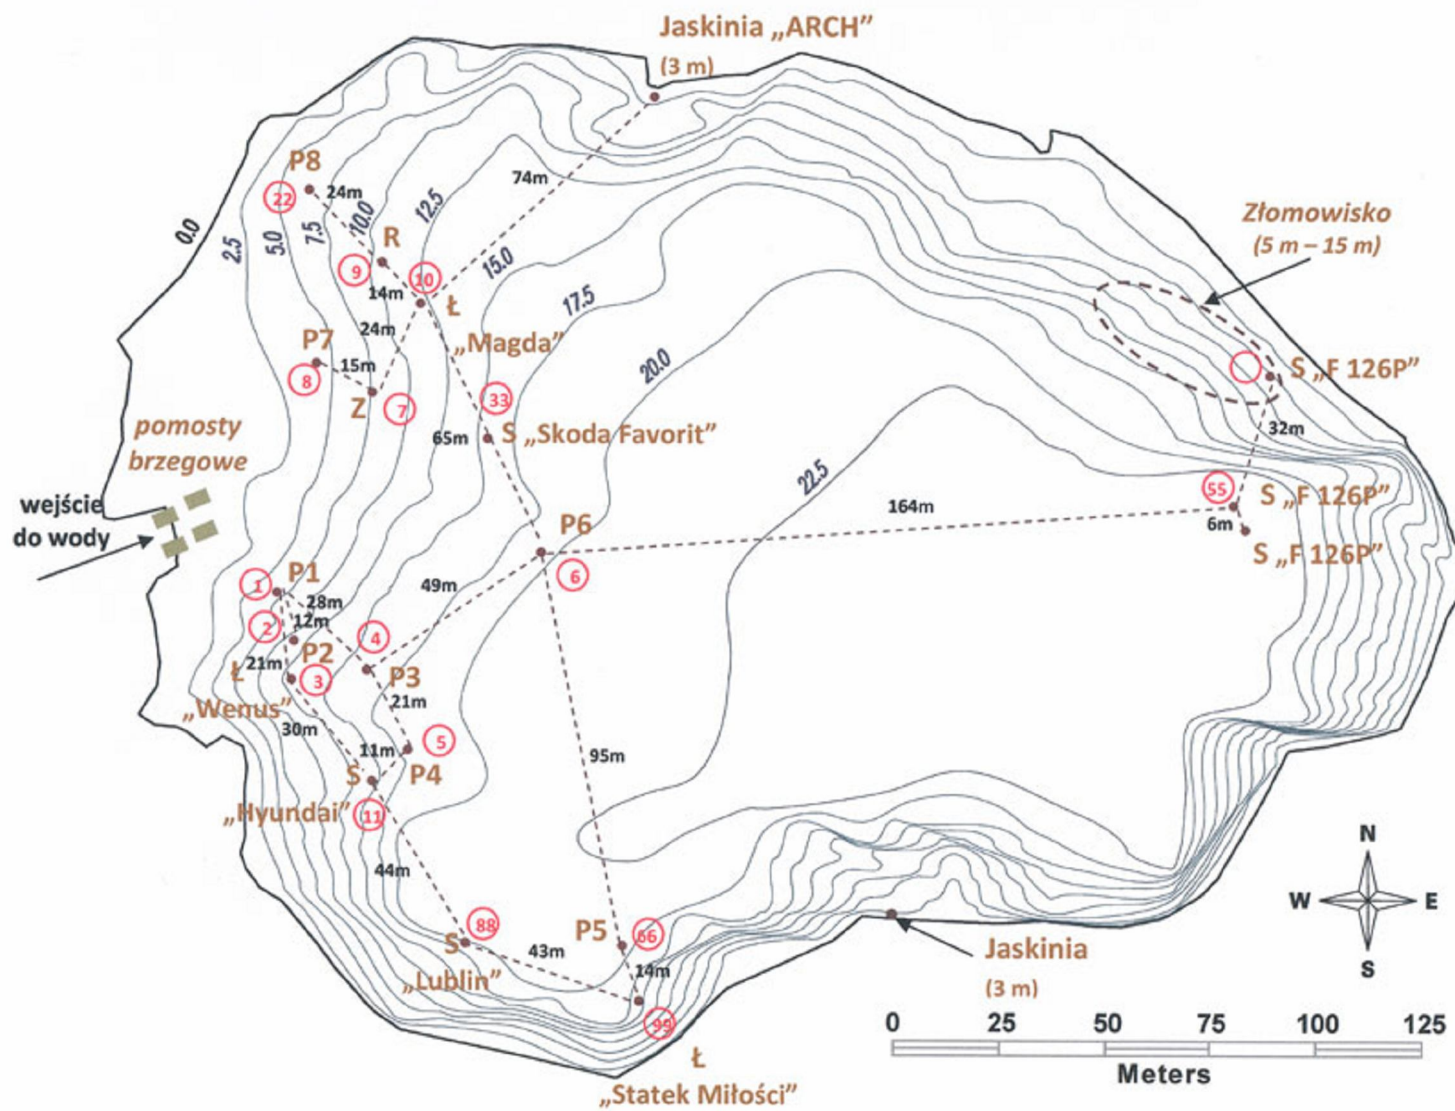 Jaskinia „ARCH”
(3 m)
P8
22
24m
10.0
12.5
74m
0.0
2.5
5.0
7.5
R
9
10
14m
Ł
15.0
Złomowisko
(5 m – 15 m)
17.5
24m
„Magda”
P7
15m
8
20.0
S „F 126P”
Z
7
33
pomosty
brzegowe
65m
S „Skoda Favorit”
32m
22.5
wejście
do wody
55
S „F 126P”
164m
6m
S „F 126P”
P6
6
P1
1
28m
49m
2
12m
4
P2
Ł
21m
3
P3
„Wenus”
21m
30m
5
11m
P4
S
95m
„Hyundai”
11
44m
N
W
E
S
88
S
43m
P5
66
„Lublin”
14m
Jaskinia
(3 m)
99
0 25 50 75 100 125
Meters
Ł
„Statek Miłości”